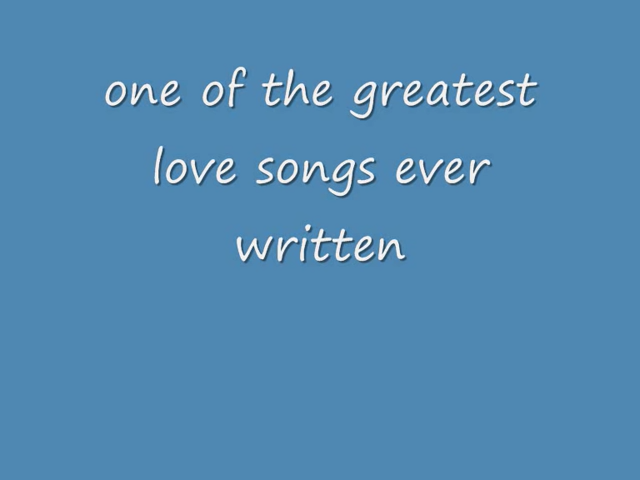 one of the greatest
love songs ever
written